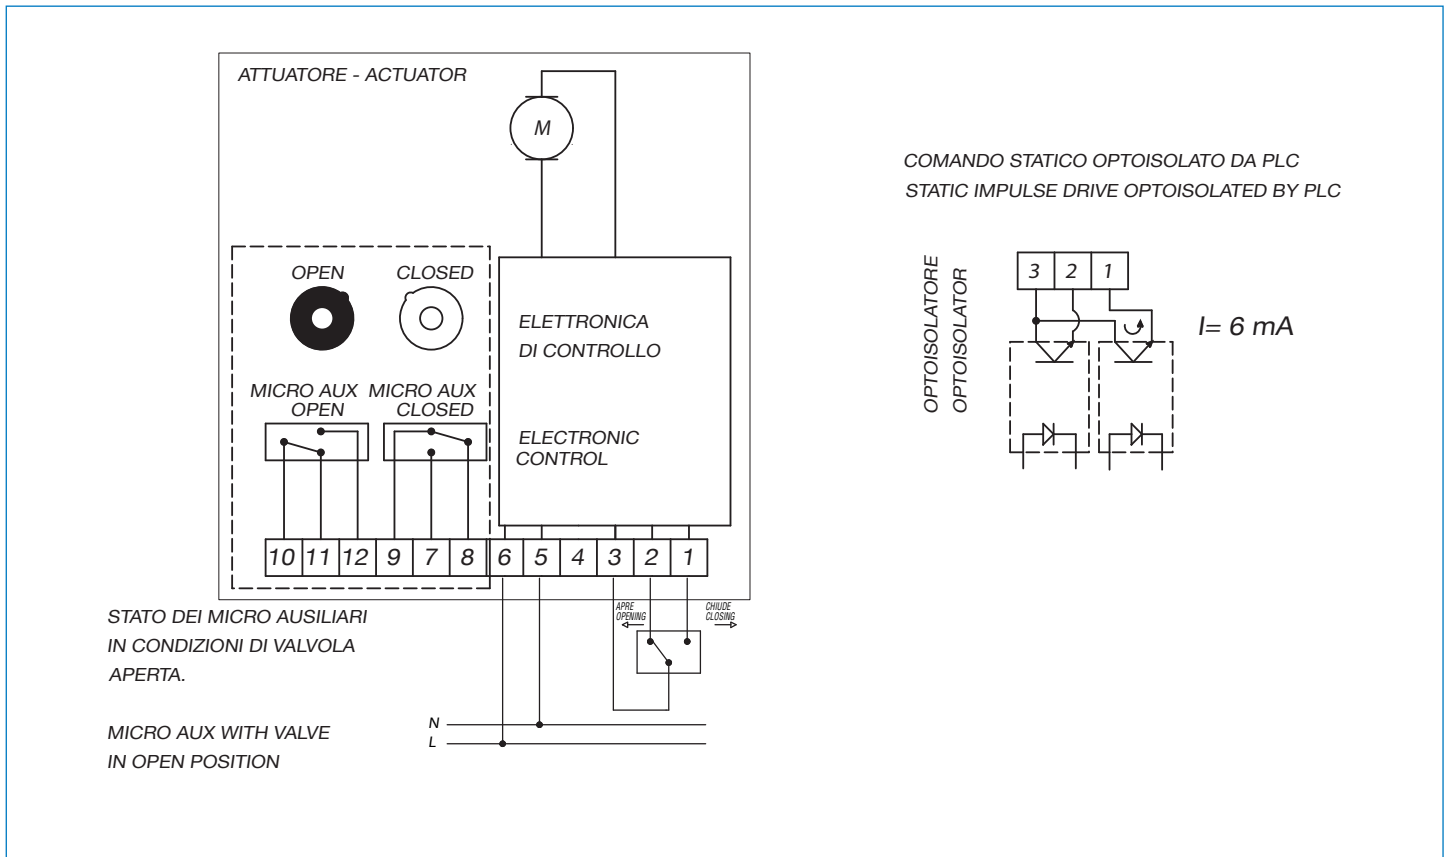 ATTUATORE - ACTUATOR
M
OPEN CLOSED
MICRO AUX OPEN
MICRO AUX CLOSED
ELETTRONICA
DI CONTROLLO
ELECTRONIC
CONTROL
10 11 12 9 7 8 6 5 4 3 2 1
APRE
OPENING
CHIUDE
CLOSING
STATO DEI MICRO AUSILIARI
IN CONDIZIONI DI VALVOLA
APERTA.
MICRO AUX WITH VALVE
IN OPEN POSITION
N
L
COMANDO STATICO OPTOISOLATO DA PLC
STATIC IMPULSE DRIVE OPTOISOLATED BY PLC
OPTOISOLATORE
OPTOISOLATOR
3 2 1
I= 6 mA